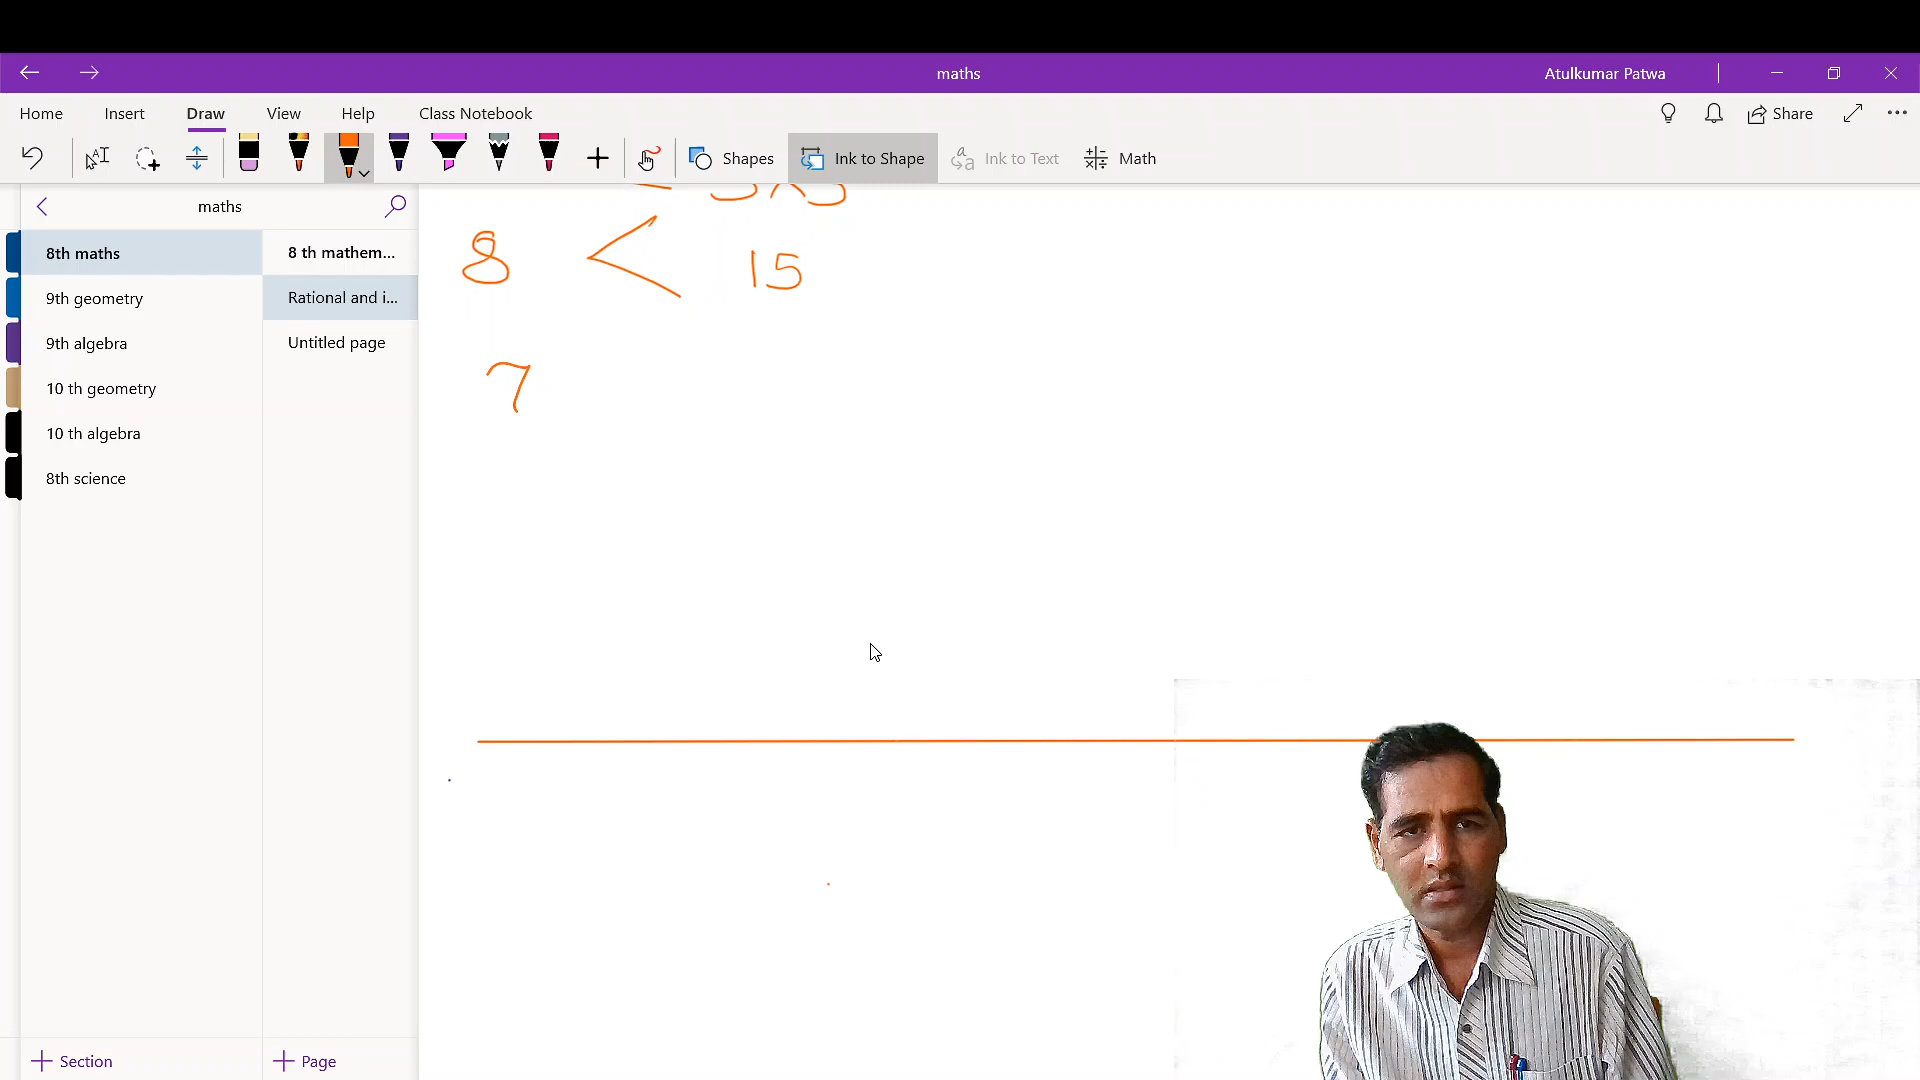 maths
Atulkumar Patwa
Home Insert Draw View Help Class Notebook
Share
Shapes Ink to Shape Ink to Text Math
maths
8th maths
9th geometry
9th algebra
10 th geometry
10 th algebra
8th science
8 th mathem...
Rational and i...
Untitled page
8 < 15
7
+ Section
+ Page